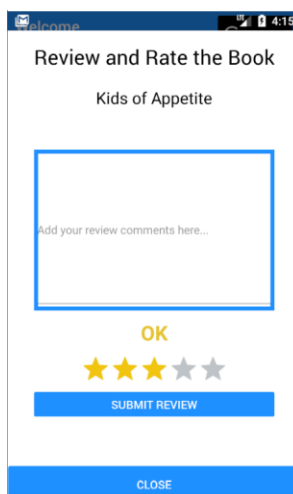 Welcome
4:15
Review and Rate the Book
Kids of Appetite
Add your review comments here...
OK
SUBMIT REVIEW
CLOSE